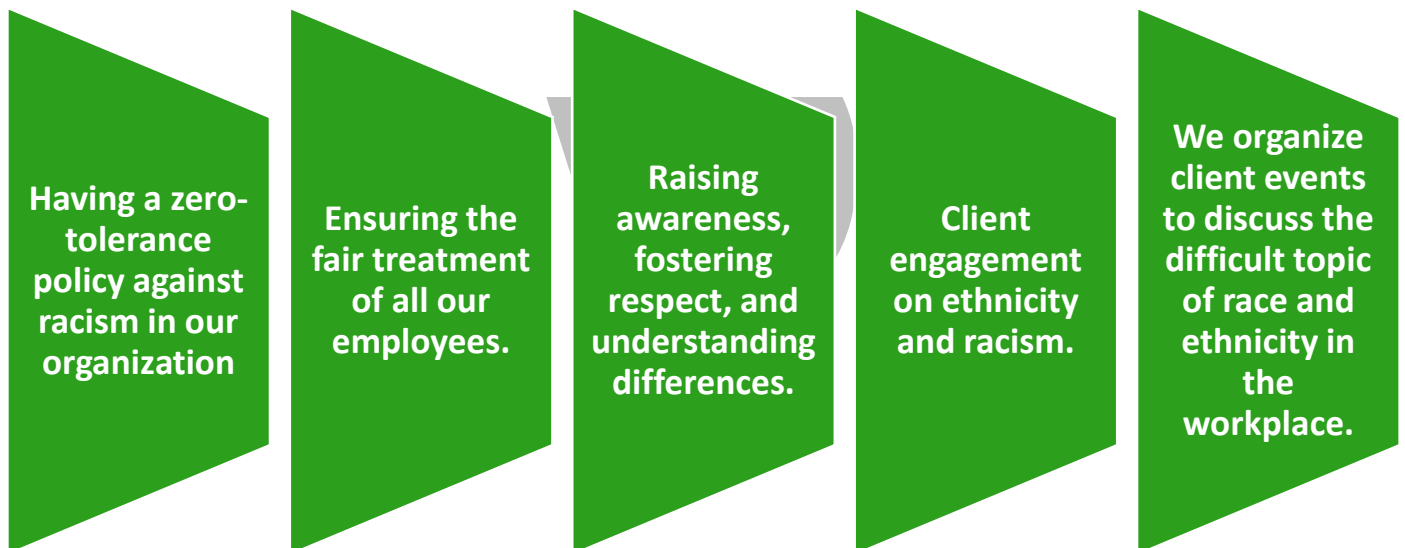 Having a zero-
tolerance
policy against
racism in our
organization
Ensuring the
fair treatment
of all our
employees.
Raising
awareness,
fostering
respect, and
understanding
differences.
Client
engagement
on ethnicity
and racism.
We organize
client events
to discuss the
difficult topic
of race and
ethnicity in
the
workplace.